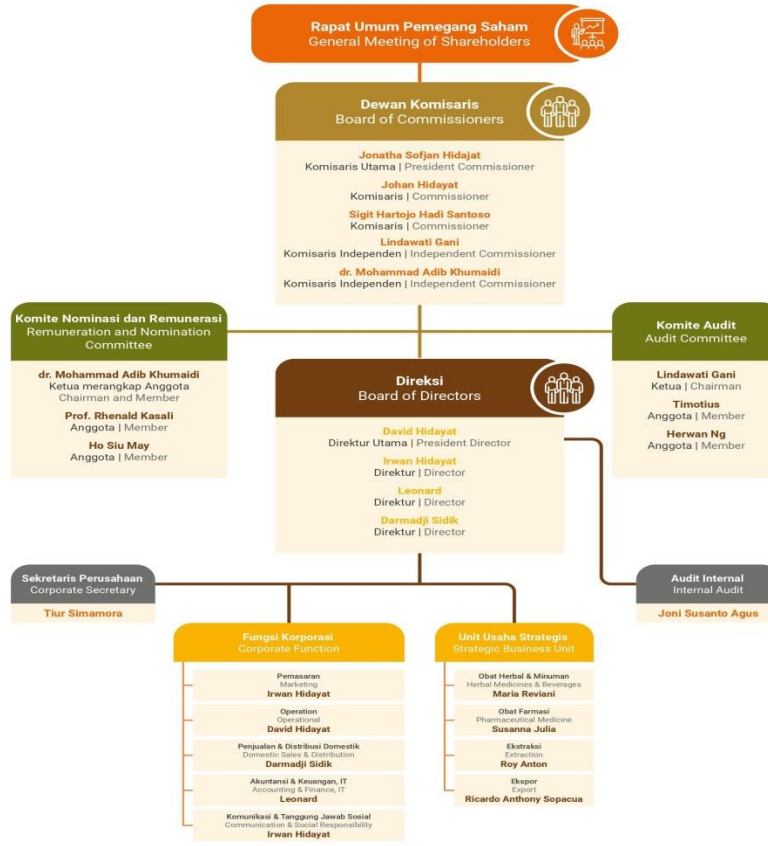 Rapat Umum Pemegang Saham
General Meeting of Shareholders
Dewan Komisaris
Board of Commissioners
Jonatha Sofjan Hidajat
Komisaris Utama | President Commissioner
Johan Hidayat
Komisaris | Commissioner
Sigit Hartojo Hadi Santoso
Komisaris | Commissioner
Lindawati Gani
Komisaris Independen | Independent Commissioner
dr. Mohammad Adib Khumaidi
Komisaris Independen | Independent Commissioner
Komite Nominasi dan Remunerasi
Remuneration and Nomination
Committee
dr. Mohammad Adib Khumaidi
Ketua merangkap Anggota
Chairman and Member
Prof. Rhenald Kasali
Anggota | Member
Ho Siu May
Anggota | Member
Komite Audit
Audit Committee
Lindawati Gani
Ketua | Chairman
Timotius
Anggota | Member
Herwan Ng
Anggota | Member
Direksi
Board of Directors
David Hidayat
Direktur Utama | President Director
Irwan Hidayat
Direktur | Director
Leonard
Direktur | Director
Darmadji Sidik
Direktur | Director
Sekretaris Perusahaan
Corporate Secretary
Tiur Simamora
Audit Internal
Internal Audit
Joni Susanto Agus
Fungsi Korporasi
Corporate Function
Pemasaran
Marketing
Irwan Hidayat
Operation
Operational
David Hidayat
Penjualan & Distribusi Domestik
Domestic Sales & Distribution
Darmadji Sidik
Akuntansi & Keuangan, IT
Accounting & Finance, IT
Leonard
Komunikasi & Tanggung Jawab Sosial
Communication & Social Responsibility
Irwan Hidayat
Unit Usaha Strategis
Strategic Business Unit
Obat Herbal & Minuman
Herbal Medicines & Beverages
Maria Reviani
Obat Farmasi
Pharmaceutical Medicine
Susanna Julia
Ekstraksi
Extraction
Roy Anton
Ekspor
Export
Ricardo Anthony Sopacua